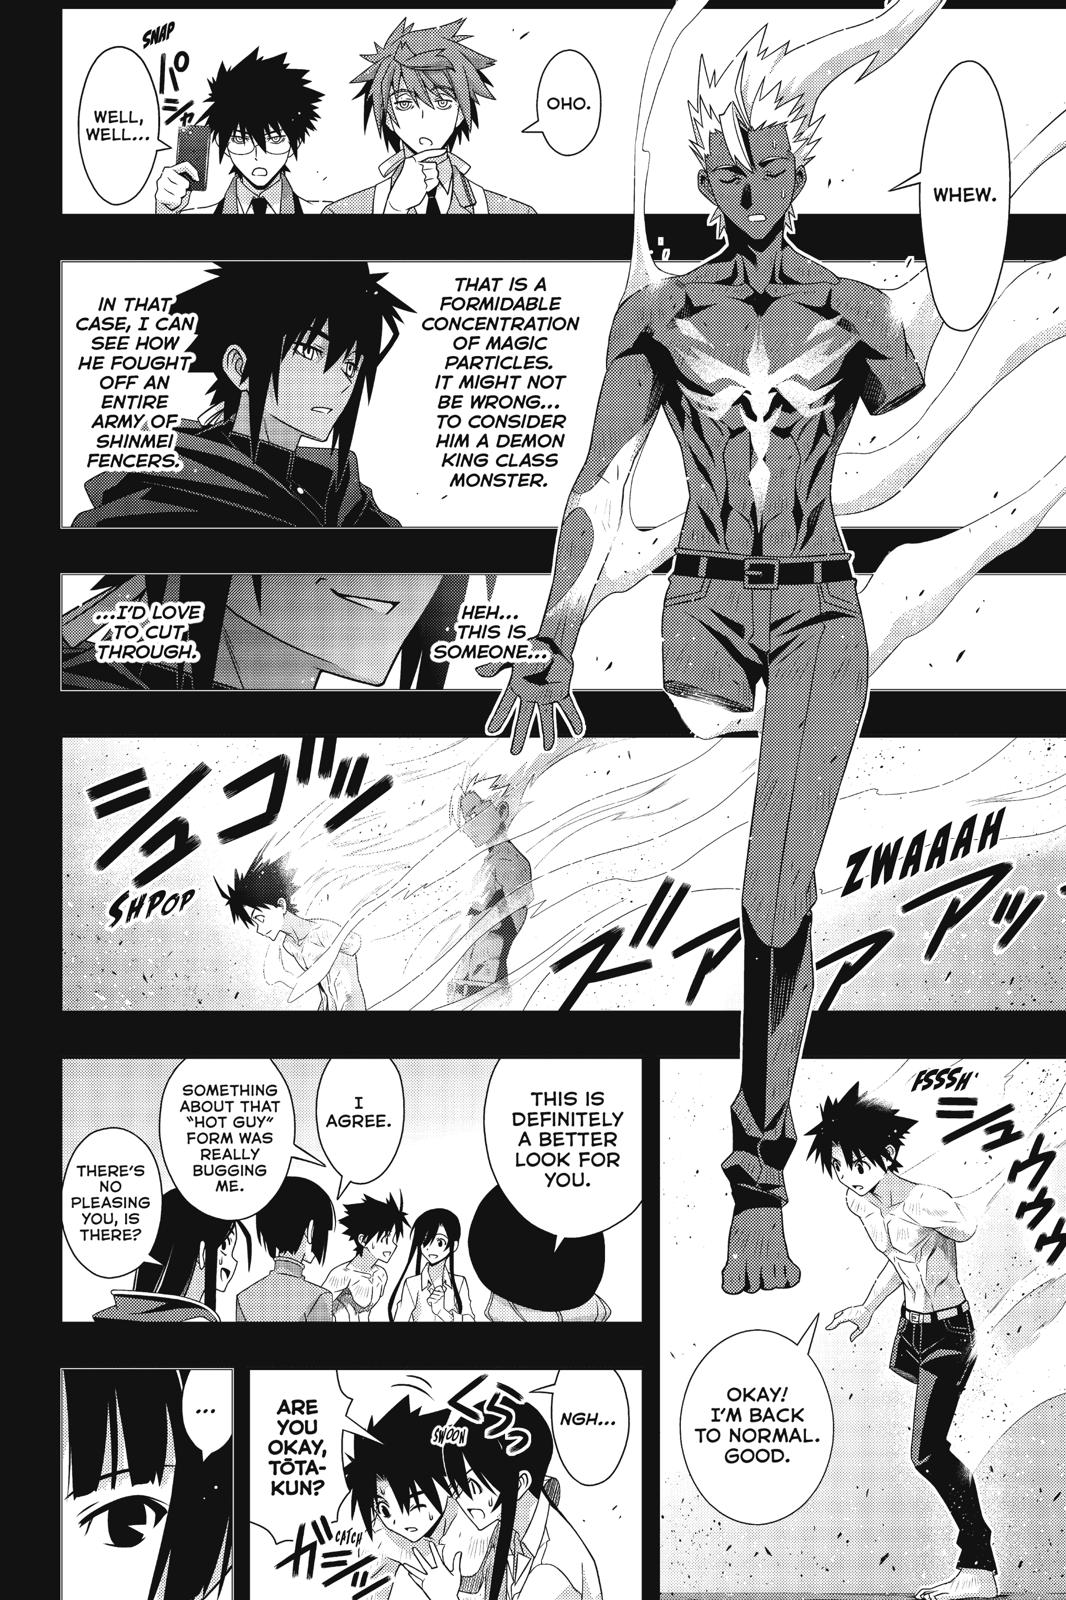 WHEW.
OHO.
SNAP
パシャ
WELL,
WELL...
THAT IS A
FORMIDABLE
CONCENTRATION
OF MAGIC
PARTICLES.
IT MIGHT NOT
BE WRONG...
TO CONSIDER
HIM A DEMON
KING CLASS
MONSTER.
IN THAT
CASE, I CAN
SEE HOW
HE FOUGHT
OFF AN
ENTIRE
ARMY OF
SHINMEI
FENCERS.
HEH...
THIS IS
SOMEONE...
...I'D LOVE
TO CUT
THROUGH.
ZWAAAH
ズァァアッ
シュコッ
SHPOP
FSSSH
シュウウウ
OKAY!
I'M BACK
TO NORMAL.
GOOD.
THIS IS
DEFINITELY
A BETTER
LOOK FOR
YOU.
I
AGREE.
SOMETHING
ABOUT THAT
"HOT GUY"
FORM WAS
REALLY
BUGGING
ME.
THERE'S
NO
PLEASING
YOU, IS
THERE?
NGH...
くらっ
SWOON
ARE
YOU
OKAY,
TŌTA-
KUN?
CATCH
ガシッ
...